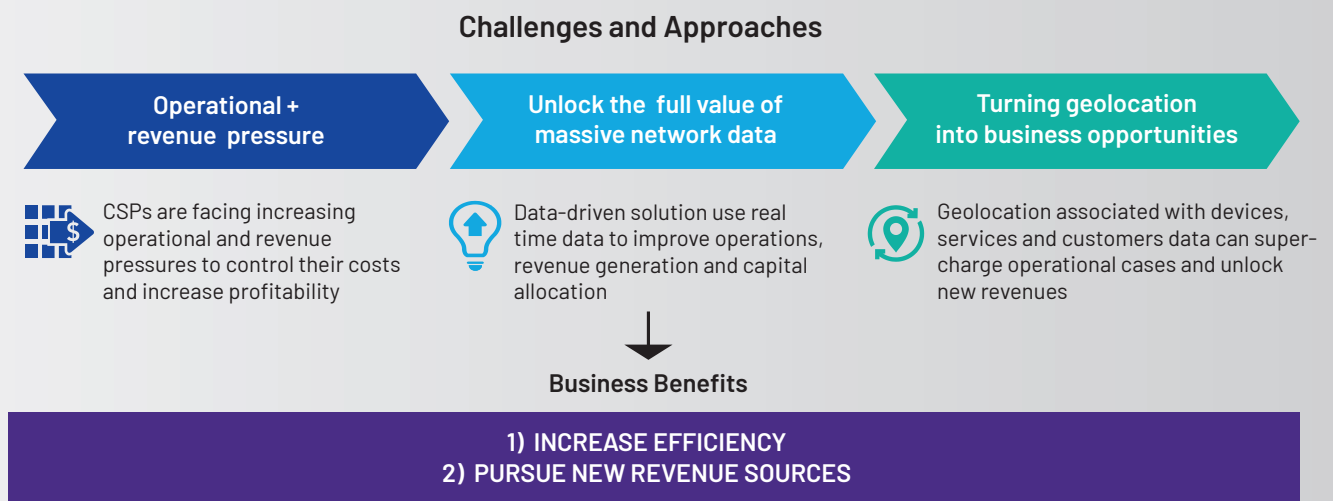 Challenges and Approaches
Operational +
revenue pressure
Unlock the full value of
massive network data
Turning geolocation
into business opportunities
$
CSPs are facing increasing
operational and revenue
pressures to control their costs
and increase profitability
Data-driven solution use real
time data to improve operations,
revenue generation and capital
allocation
Geolocation associated with devices,
services and customers data can super-
charge operational cases and unlock
new revenues
Business Benefits
1) INCREASE EFFICIENCY
2) PURSUE NEW REVENUE SOURCES